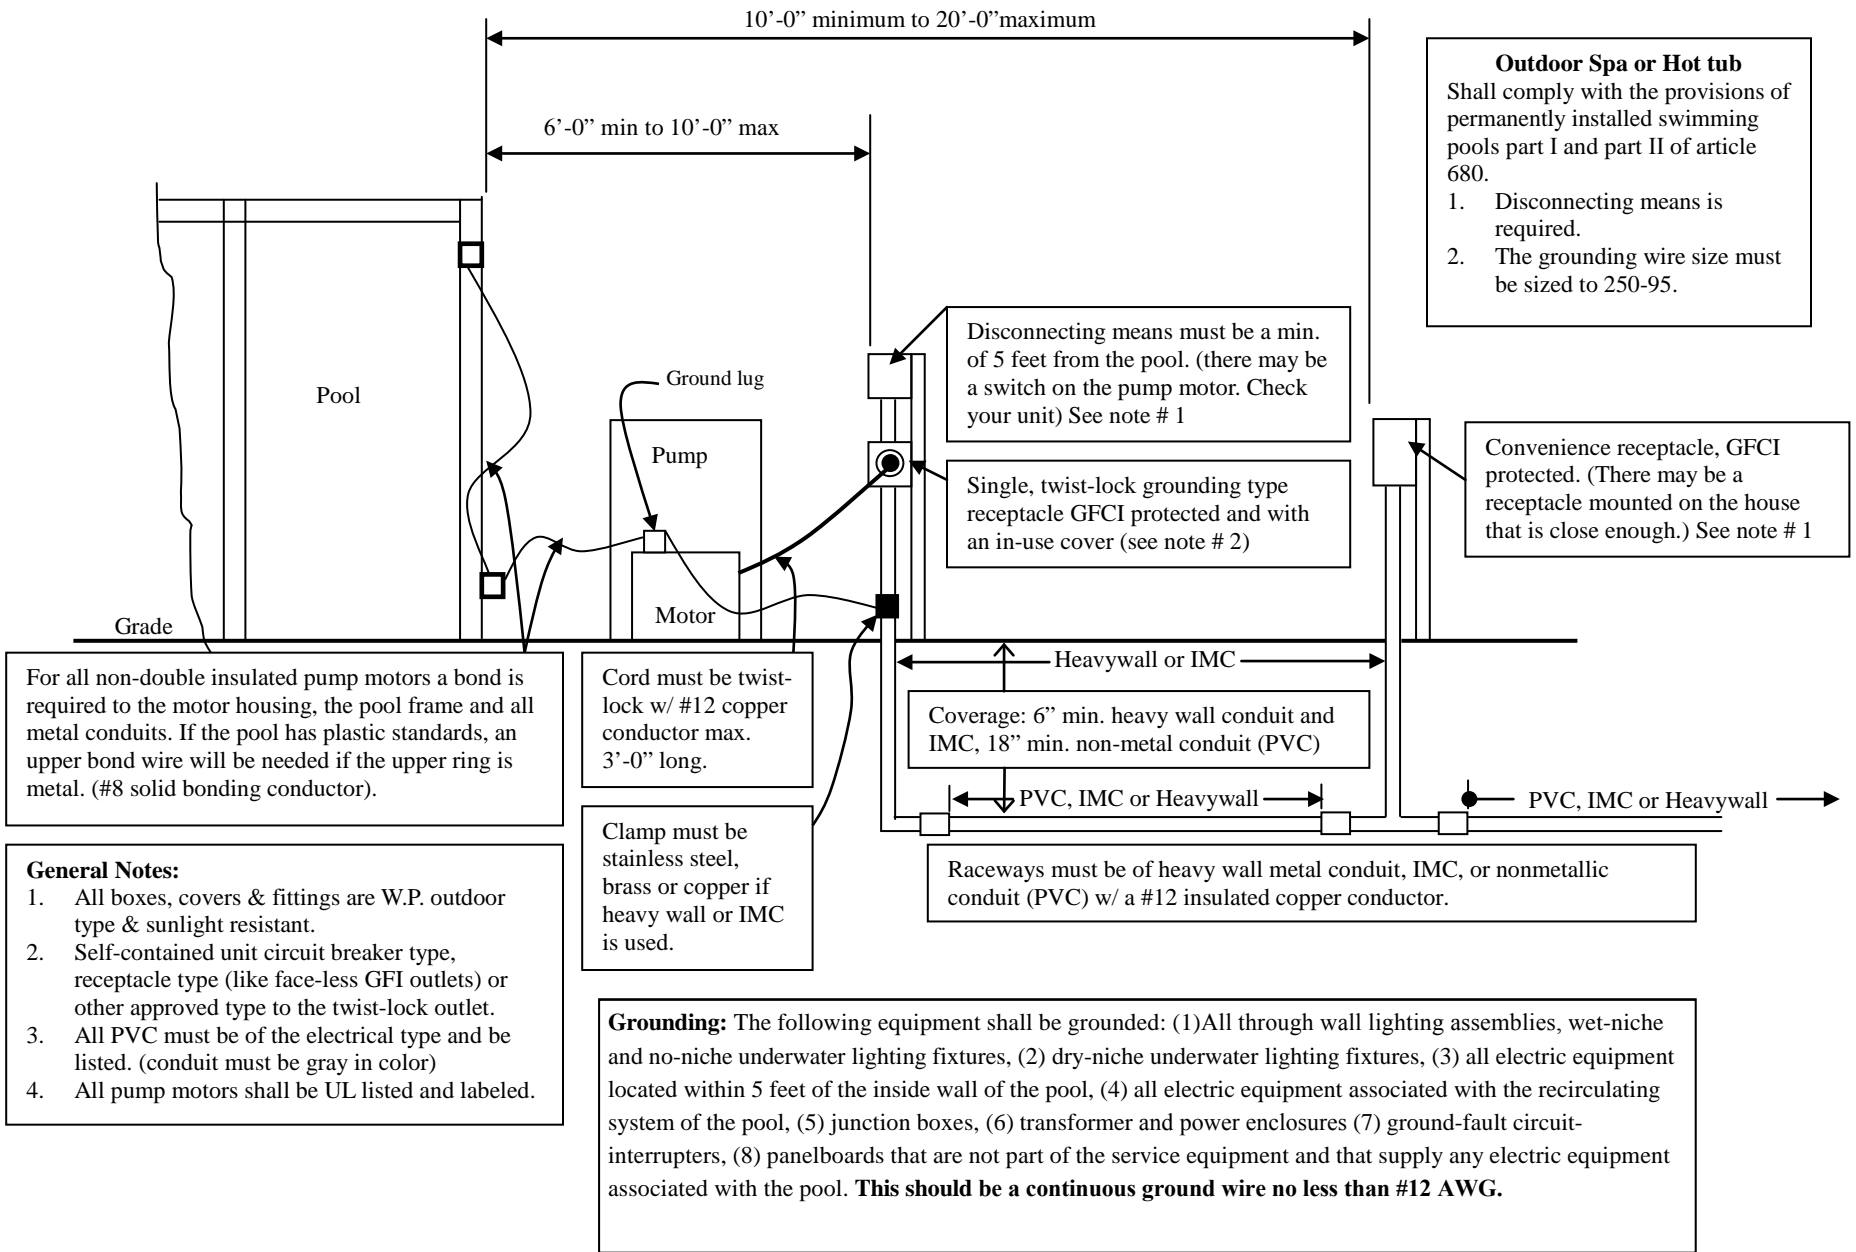 10’-0” minimum to 20’-0”maximum
6’-0” min to 10’-0” max
Outdoor Spa or Hot tub
Shall comply with the provisions of
permanently installed swimming
pools part I and part II of article
680.
1. Disconnecting means is
required.
2. The grounding wire size must
be sized to 250-95.
Disconnecting means must be a min.
of 5 feet from the pool. (there may be
a switch on the pump motor. Check
your unit) See note # 1
Ground lug
Pool
Pump
Single, twist-lock grounding type
receptacle GFCI protected and with
an in-use cover (see note # 2)
Convenience receptacle, GFCI
protected. (There may be a
receptacle mounted on the house
that is close enough.) See note # 1
Motor
Grade
For all non-double insulated pump motors a bond is
required to the motor housing, the pool frame and all
metal conduits. If the pool has plastic standards, an
upper bond wire will be needed if the upper ring is
metal. (#8 solid bonding conductor).
Cord must be twist-
lock w/ #12 copper
conductor max.
3’-0” long.
Heavywall or IMC
Coverage: 6” min. heavy wall conduit and
IMC, 18” min. non-metal conduit (PVC)
PVC, IMC or Heavywall
PVC, IMC or Heavywall
Clamp must be
stainless steel,
brass or copper if
heavy wall or IMC
is used.
Raceways must be of heavy wall metal conduit, IMC, or nonmetallic
conduit (PVC) w/ a #12 insulated copper conductor.
General Notes:
1. All boxes, covers & fittings are W.P. outdoor
type & sunlight resistant.
2. Self-contained unit circuit breaker type,
receptacle type (like face-less GFI outlets) or
other approved type to the twist-lock outlet.
3. All PVC must be of the electrical type and be
listed. (conduit must be gray in color)
4. All pump motors shall be UL listed and labeled.
Grounding: The following equipment shall be grounded: (1)All through wall lighting assemblies, wet-niche
and no-niche underwater lighting fixtures, (2) dry-niche underwater lighting fixtures, (3) all electric equipment
located within 5 feet of the inside wall of the pool, (4) all electric equipment associated with the recirculating
system of the pool, (5) junction boxes, (6) transformer and power enclosures (7) ground-fault circuit-
interrupters, (8) panelboards that are not part of the service equipment and that supply any electric equipment
associated with the pool. This should be a continuous ground wire no less than #12 AWG.